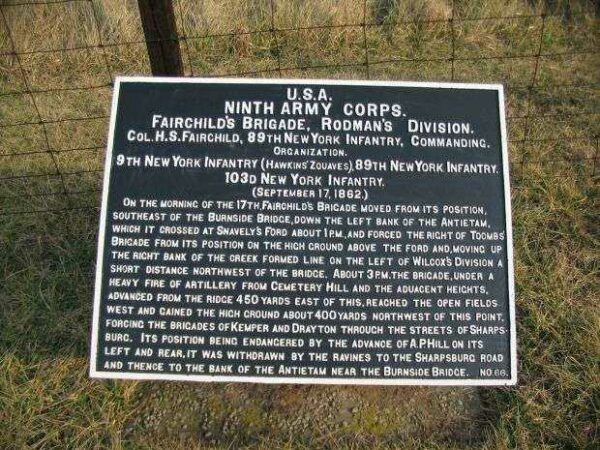 U.S.A.
NINTH ARMY CORPS.
FAIRCHILD'S BRIGADE, RODMAN'S DIVISION.
COL. H.S. FAIRCHILD, 89TH NEW YORK INFANTRY, COMMANDING.
ORGANIZATION.
9TH NEW YORK INFANTRY (HAWKINS' ZOUAVES), 89TH NEW YORK INFANTRY.
103D NEW YORK INFANTRY.
(SEPTEMBER 17, 1862.)
ON THE MORNING OF THE 17TH, FAIRCHILD'S BRIGADE MOVED FROM ITS POSITION,
SOUTHEAST OF THE BURNSIDE BRIDGE, DOWN THE LEFT BANK OF THE ANTIETAM,
WHICH IT CROSSED AT SNAVELY'S FORD ABOUT 1 P.M., AND FORCED THE RIGHT OF TOOMBS'
BRIGADE FROM ITS POSITION ON THE HIGH GROUND ABOVE THE FORD AND, MOVING UP
THE RIGHT BANK OF THE CREEK FORMED LINE ON THE LEFT OF WILCOX'S DIVISION A
SHORT DISTANCE NORTHWEST OF THE BRIDGE. ABOUT 3 P.M. THE BRIGADE, UNDER A
HEAVY FIRE OF ARTILLERY FROM CEMETERY HILL AND THE ADJACENT HEIGHTS,
ADVANCED FROM THE RIDGE 450 YARDS EAST OF THIS, REACHED THE OPEN FIELDS
WEST AND GAINED THE HIGH GROUND ABOUT 400 YARDS NORTHWEST OF THIS POINT,
FORCING THE BRIGADES OF KEMPER AND DRAYTON THROUGH THE STREETS OF SHARPS-
BURG. ITS POSITION BEING ENDANGERED BY THE ADVANCE OF A.P. HILL ON ITS
LEFT AND REAR, IT WAS WITHDRAWN BY THE RAVINES TO THE SHARPSBURG ROAD
AND THENCE TO THE BANK OF THE ANTIETAM NEAR THE BURNSIDE BRIDGE. NO. 66.